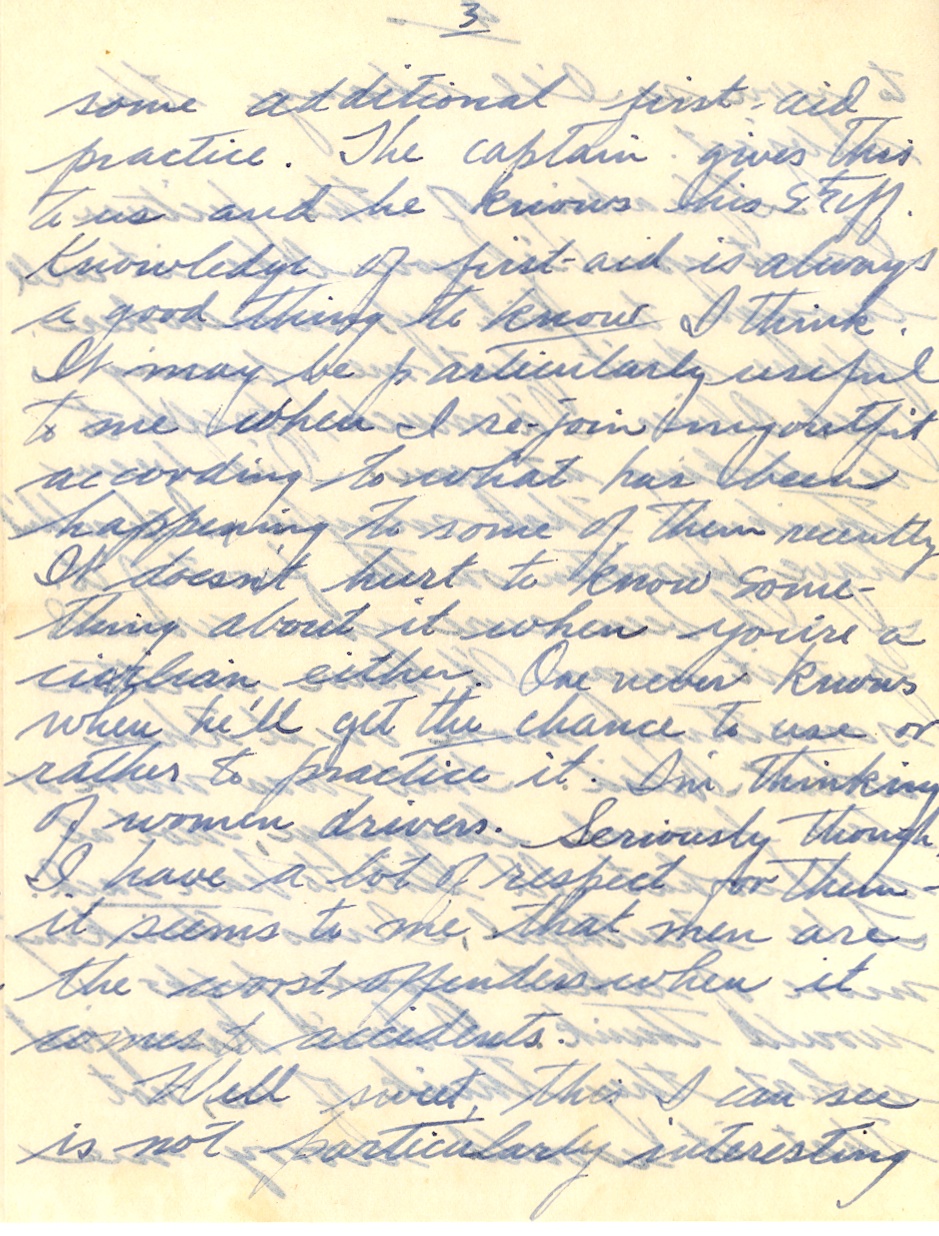 3
some additional first-aid
practice. The captain gives this
to us and he knows his stuff.
Knowledge of first-aid is always
a good thing to know I think.
It may be particularly useful
to me when I re-join my outfit
according to what has been
happening to some of them recently
It doesn't hurt to know some-
thing about it when you're a
civilian either. One never knows
when he'll get the chance to use or
rather to practice it. I'm thinking
of women drivers. Seriously though
I have a lot of respect for them-
it seems to me, that men are
the worst offenders when it
comes to accidents.
Well sweet, this I can see
is not particularly interesting